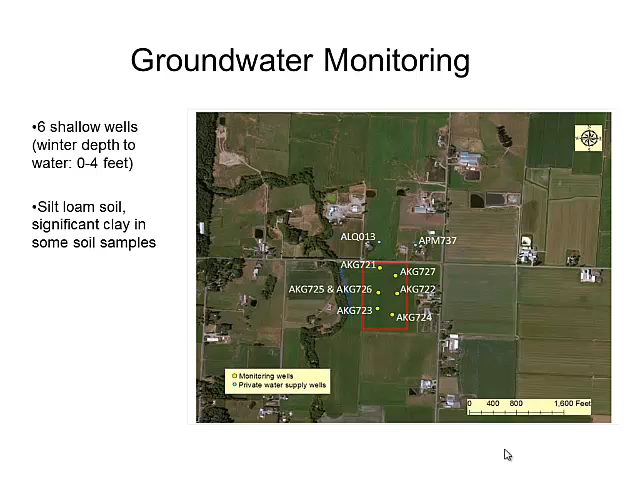 Groundwater Monitoring
•6 shallow wells
(winter depth to
water: 0-4 feet)
•Silt loam soil,
significant clay in
some soil samples
ALQ013
APM737
AKG721
AKG727
AKG725 & AKG726
AKG722
AKG723
AKG724
Monitoring wells
Private water supply wells
0 400 800 1,600 Feet